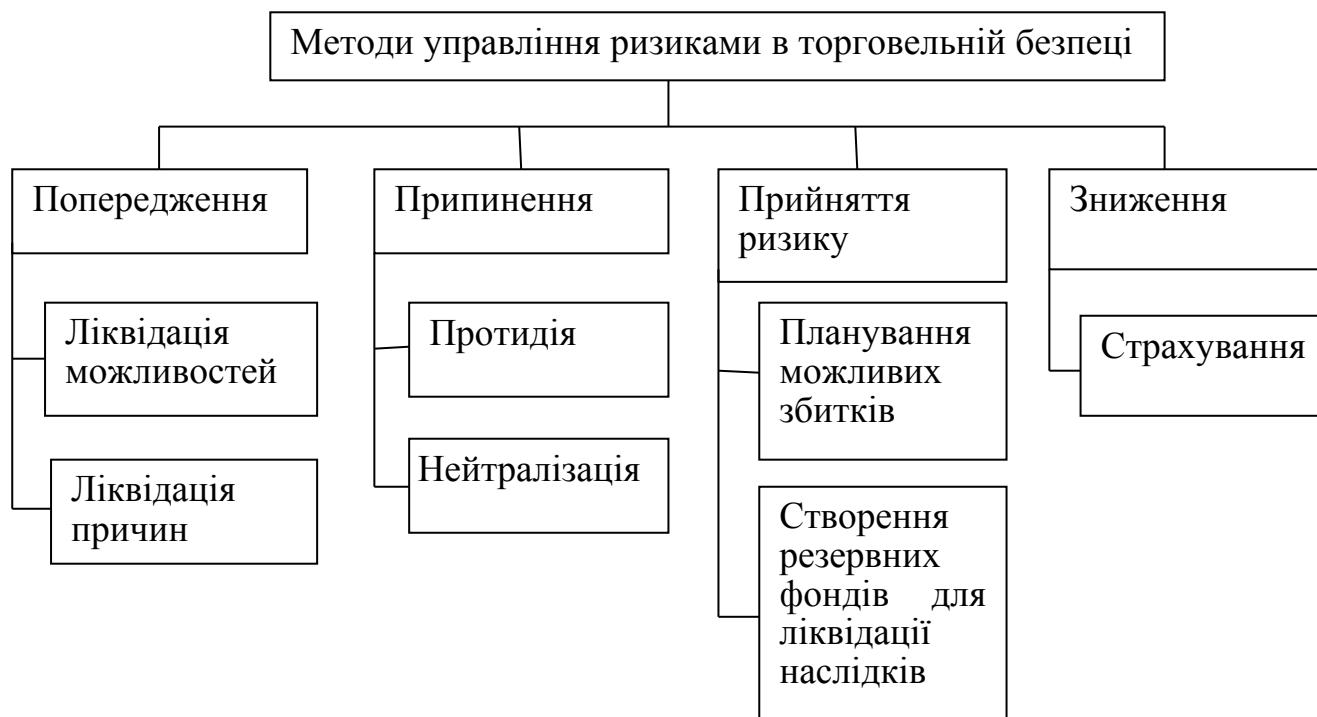 Методи управління ризиками в торговельній безпеці
Попередження
Ліквідація
можливостей
Ліквідація
причин
Припинення
Протидія
Нейтралізація
Прийняття
ризику
Планування
можливих
збитків
Створення
резервних
фондів для
ліквідації
наслідків
Зниження
Страхування